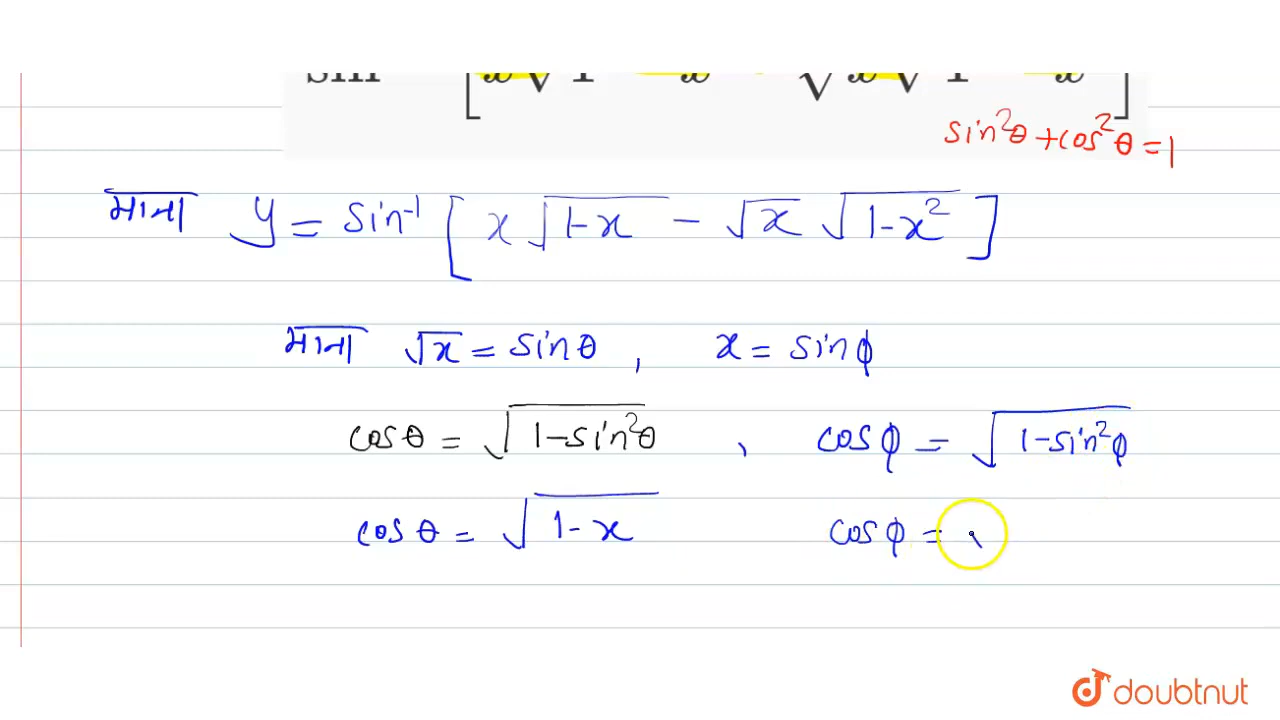 sin²θ + cos²θ = 1
माना y = sin⁻¹ [ x √(1-x) - √x √(1-x²) ]
माना √x = sinθ , x = sinφ
cosθ = √(1-sin²θ) , cosφ = √(1-sin²φ)
cosθ = √(1-x) cosφ =
doubtnut